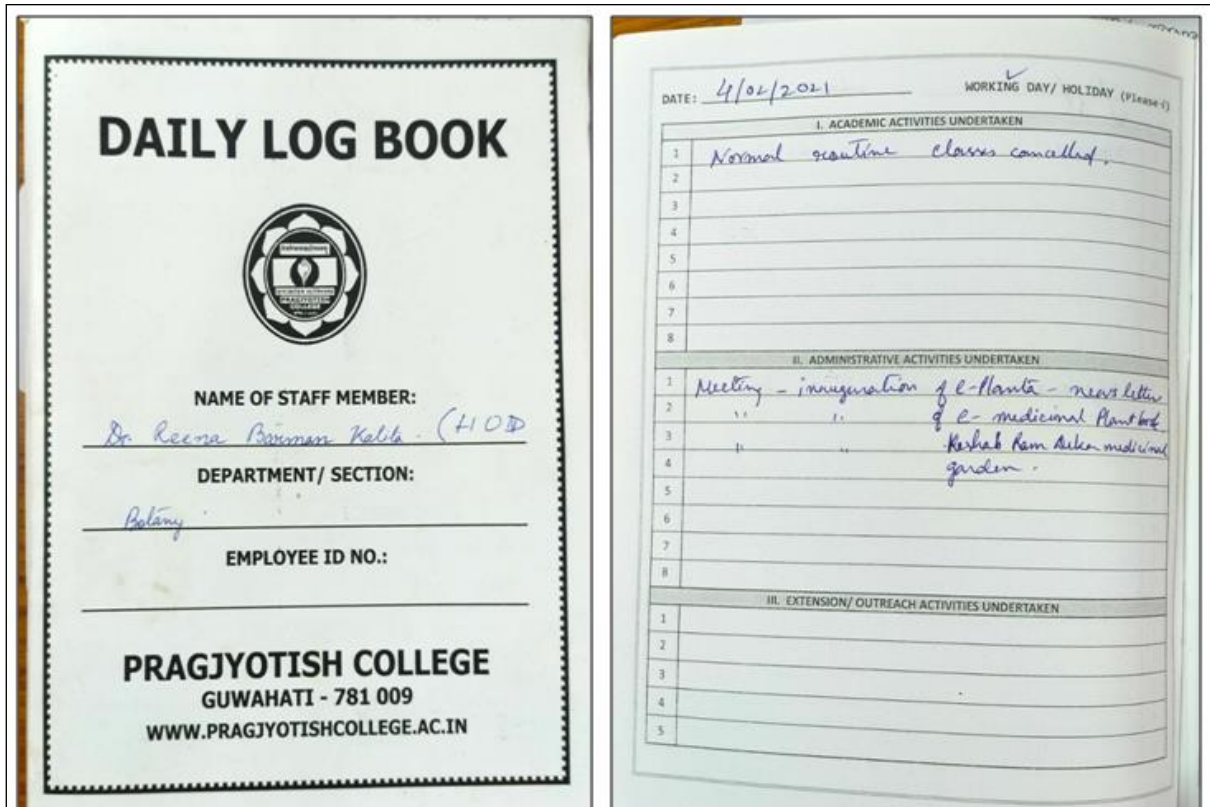 DAILY LOG BOOK
PRAGJYOTISH
COLLEGE
NAME OF STAFF MEMBER:
Dr. Reena Barman Kalita. (HOD
DEPARTMENT/ SECTION:
Botany
EMPLOYEE ID NO.:
PRAGJYOTISH COLLEGE
GUWAHATI - 781 009
WWW.PRAGJYOTISHCOLLEGE.AC.IN
DATE: 4/02/2021 WORKING DAY/ HOLIDAY (Please
I. ACADEMIC ACTIVITIES UNDERTAKEN
1 Normal routine classes cancelled.
2
3
4
5
6
7
8
II. ADMINISTRATIVE ACTIVITIES UNDERTAKEN
1 Meeting - innuguration of e-Planta - news letter
2 " " of e- medicinal Plant book
3 " " Keshab Ram medicinal
4 garden.
5
6
7
8
III. EXTENSION/ OUTREACH ACTIVITIES UNDERTAKEN
1
2
3
4
5